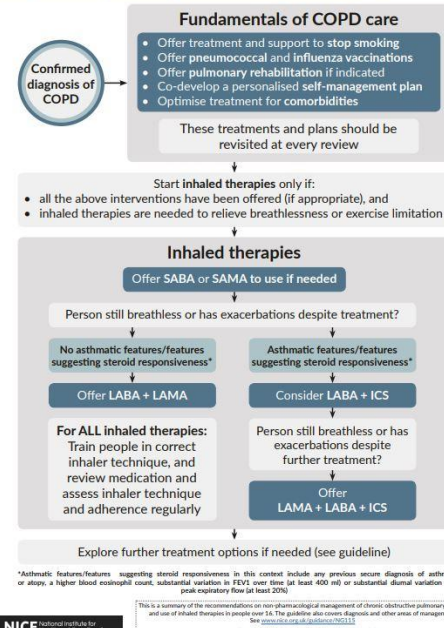 Fundamentals of COPD care
Confirmed
diagnosis of
COPD
• Offer treatment and support to stop smoking
• Offer pneumococcal and influenza vaccinations
• Offer pulmonary rehabilitation if indicated
• Co-develop a personalised self-management plan
• Optimise treatment for comorbidities
These treatments and plans should be
revisited at every review
Start inhaled therapies only if:
• all the above interventions have been offered (if appropriate), and
• inhaled therapies are needed to relieve breathlessness or exercise limitation
Inhaled therapies
Offer SABA or SAMA to use if needed
Person still breathless or has exacerbations despite treatment?
No asthmatic features/features
suggesting steroid responsiveness*
Offer LABA + LAMA
For ALL inhaled therapies:
Train people in correct
inhaler technique, and
review medication and
assess inhaler technique
and adherence regularly
Asthmatic features/features
suggesting steroid responsiveness*
Consider LABA + ICS
Person still breathless or has
exacerbations despite
further treatment?
Offer
LAMA + LABA + ICS
Explore further treatment options if needed (see guideline)
*Asthmatic features/features suggesting steroid responsiveness in this context include any previous secure diagnosis of
or atopy, a higher blood eosinophil count, substantial variation in FEV1 over time (at least 400 ml) or substantial diurnal variation
peak expiratory flow (at least 20%)
NICE National Institute for
This is a summary of the recommendations on non-pharmacological management of chronic obstructive pulmonary
and use of inhaled therapies in people over 16. The guideline also covers diagnosis and other areas of
See www.nice.org.uk/guidance/NG115